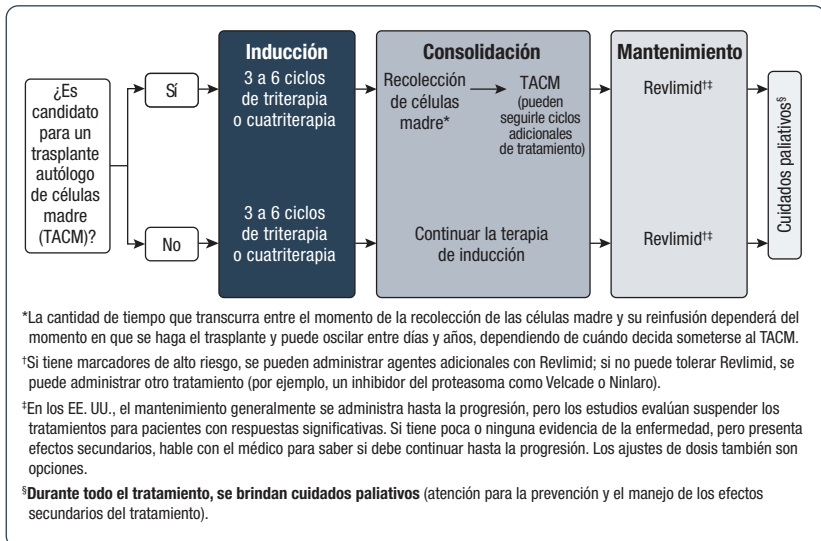 Inducción
Consolidación
Mantenimiento
¿Es
candidato
para un
trasplante
autólogo
de células
madre
(TACM)?
Sí
3 a 6 ciclos
de triterapia
o cuatriterapia
Recolección
de células
madre*
TACM
(pueden
seguirle ciclos
adicionales
de tratamiento)
Revlimid†‡
No
3 a 6 ciclos
de triterapia
o cuatriterapia
Continuar la terapia
de inducción
Revlimid†‡
Cuidados paliativos§
*La cantidad de tiempo que transcurra entre el momento de la recolección de las células madre y su reinfusión dependerá del
momento en que se haga el trasplante y puede oscilar entre días y años, dependiendo de cuándo decida someterse al TACM.
†Si tiene marcadores de alto riesgo, se pueden administrar agentes adicionales con Revlimid; si no puede tolerar Revlimid, se
puede administrar otro tratamiento (por ejemplo, un inhibidor del proteasoma como Velcade o Ninlaro).
‡En los EE. UU., el mantenimiento generalmente se administra hasta la progresión, pero los estudios evalúan suspender los
tratamientos para pacientes con respuestas significativas. Si tiene poca o ninguna evidencia de la enfermedad, pero presenta
efectos secundarios, hable con el médico para saber si debe continuar hasta la progresión. Los ajustes de dosis también son
opciones.
§Durante todo el tratamiento, se brindan cuidados paliativos (atención para la prevención y el manejo de los efectos
secundarios del tratamiento).